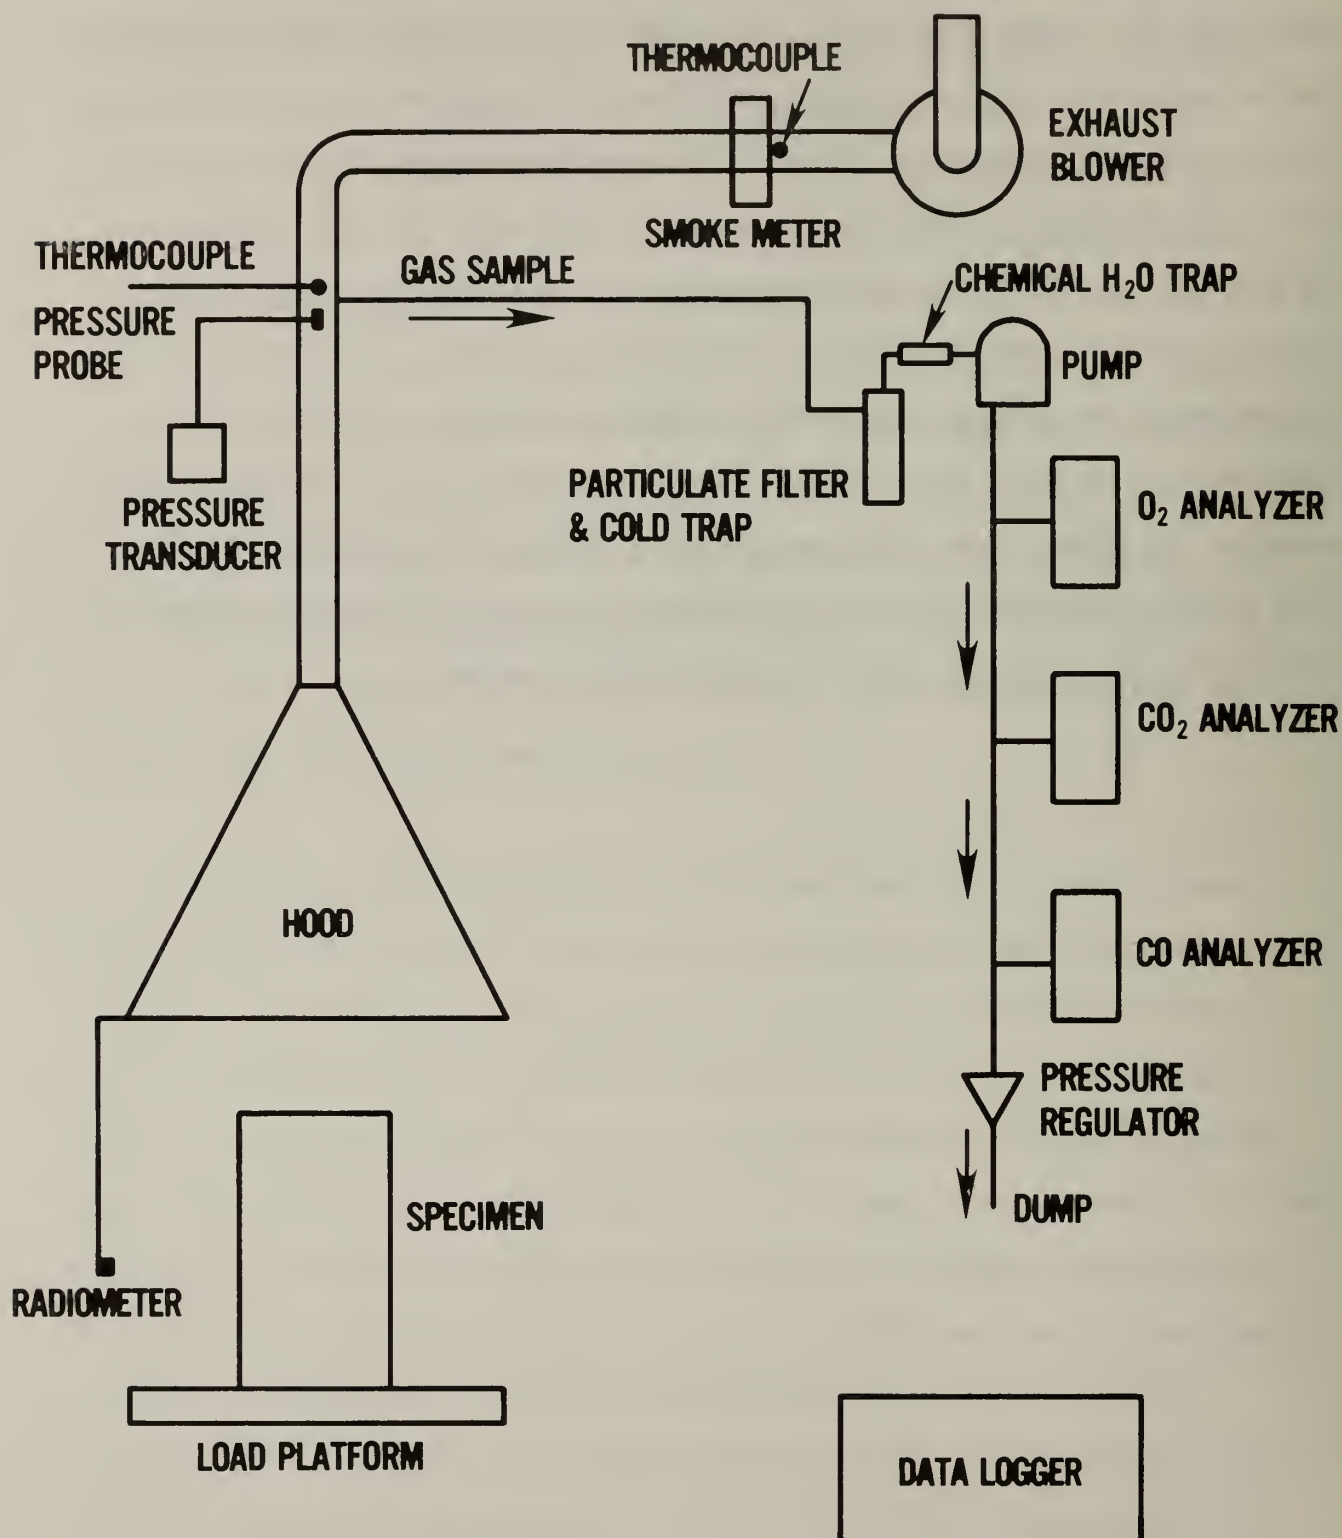 THERMOCOUPLE
EXHAUST
BLOWER
SMOKE METER
THERMOCOUPLE
GAS SAMPLE
CHEMICAL H₂O TRAP
PRESSURE
PROBE
PUMP
PARTICULATE FILTER
& COLD TRAP
O₂ ANALYZER
PRESSURE
TRANSDUCER
CO₂ ANALYZER
HOOD
CO ANALYZER
PRESSURE
REGULATOR
SPECIMEN
DUMP
RADIOMETER
LOAD PLATFORM
DATA LOGGER